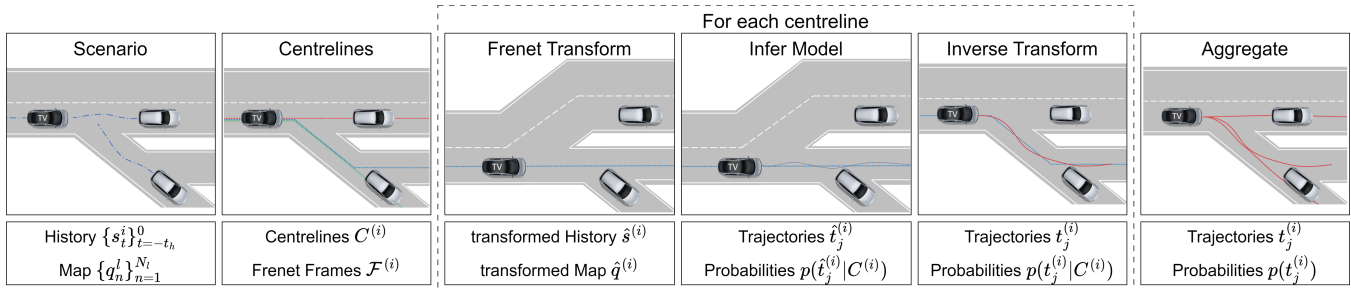 For each centreline
Scenario
Centrelines
Frenet Transform
Infer Model
Inverse Transform
Aggregate
TV
TV
TV
TV
TV
TV
History $\{s_t^i\}_{t=-t_h}^0$
Map $\{q_n^l\}_{n=1}^{N_l}$
Centrelines $C^{(i)}$
Frenet Frames $\mathcal{F}^{(i)}$
transformed History $\hat{s}^{(i)}$
transformed Map $\hat{q}^{(i)}$
Trajectories $\hat{t}_j^{(i)}$
Probabilities $p(\hat{t}_j^{(i)}|C^{(i)})$
Trajectories $t_j^{(i)}$
Probabilities $p(t_j^{(i)}|C^{(i)})$
Trajectories $t_j^{(i)}$
Probabilities $p(t_j^{(i)})$